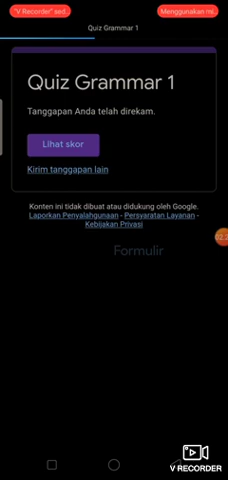 "V Recorder" sed...
Menggunakan mi...
Quiz Grammar 1
Quiz Grammar 1
Tanggapan Anda telah direkam.
Lihat skor
Kirim tanggapan lain
Konten ini tidak dibuat atau didukung oleh Google.
Laporkan Penyalahgunaan - Persyaratan Layanan -
Kebijakan Privasi
Formulir
V RECORDER